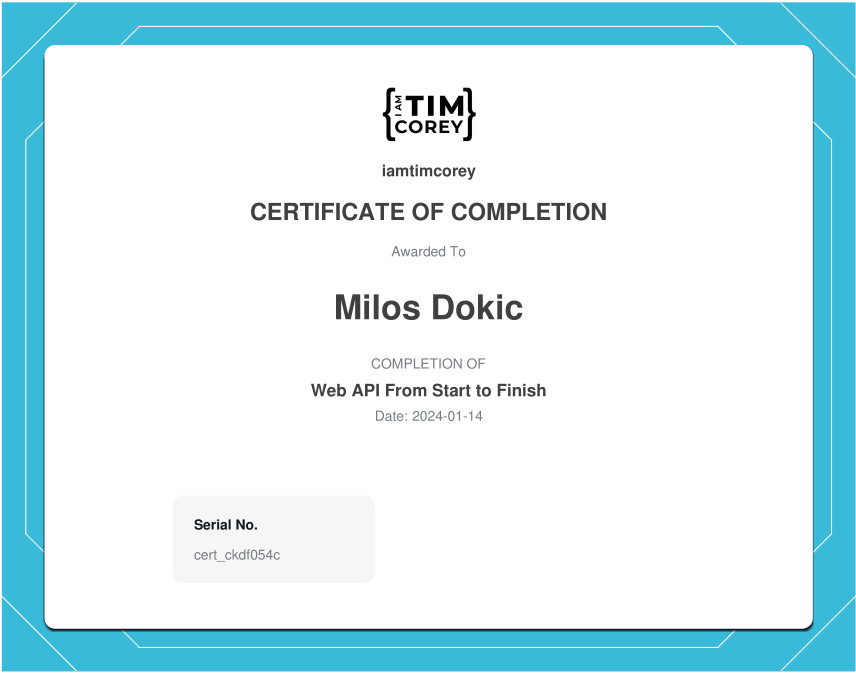 I AM TIM
COREY
iamtimcorey
CERTIFICATE OF COMPLETION
Awarded To
Milos Dokic
COMPLETION OF
Web API From Start to Finish
Date: 2024-01-14
Serial No.
cert_ckdf054c